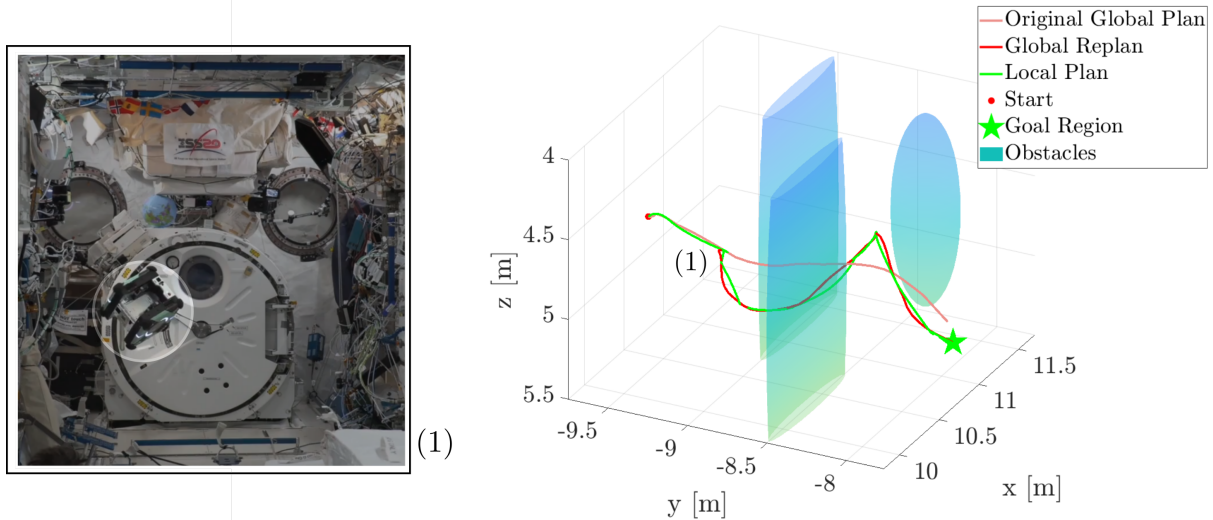 ISS20
(1)
Original Global Plan
Global Replan
Local Plan
Start
Goal Region
Obstacles
(1)
4
4.5
5
5.5
z [m]
-9.5
-9
-8.5
-8
y [m]
10
10.5
11
11.5
x [m]